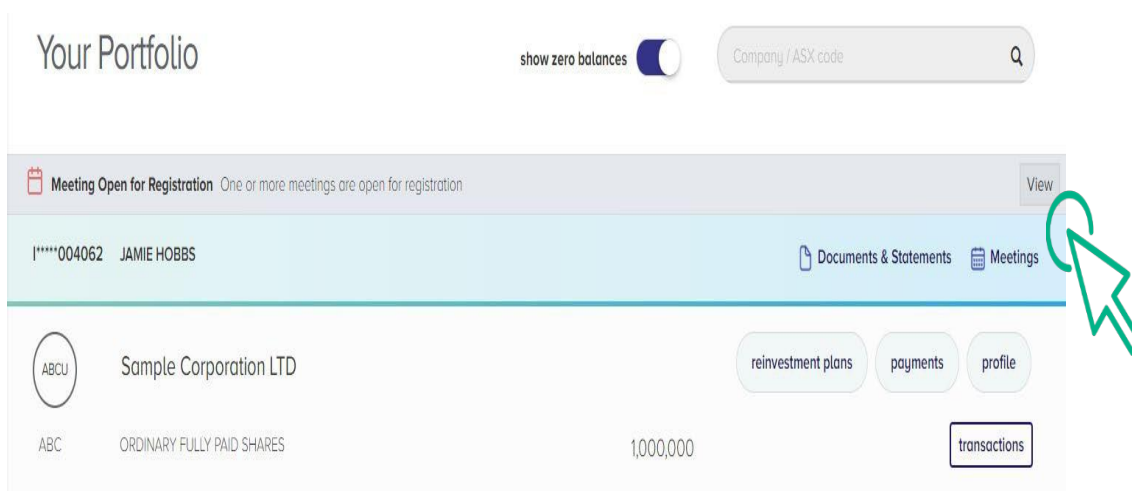 Your Portfolio
show zero balances
Company / ASX code
Meeting Open for Registration One or more meetings are open for registration
View
I*****004062 JAMIE HOBBS
Documents & Statements
Meetings
ABCU
Sample Corporation LTD
reinvestment plans
payments
profile
ABC
ORDINARY FULLY PAID SHARES
1,000,000
transactions